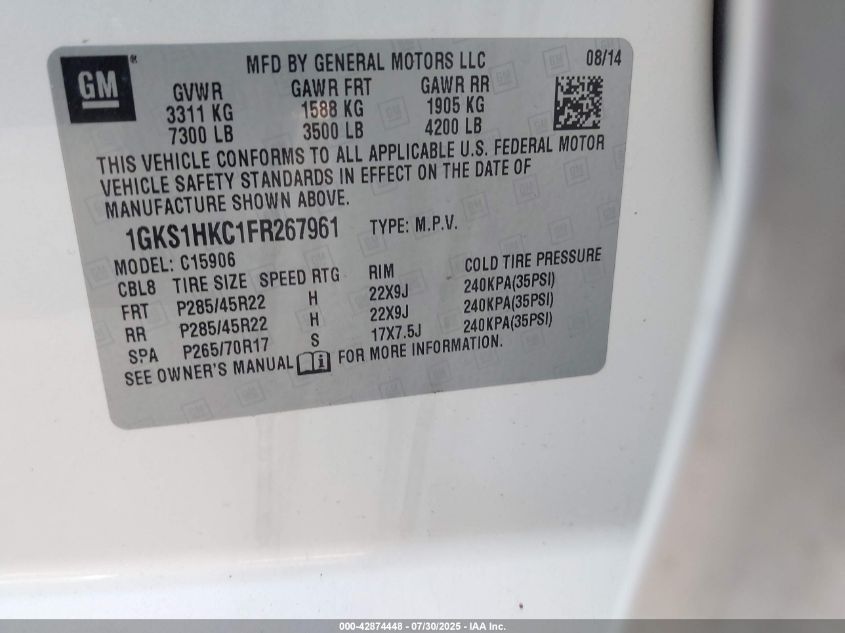 GM ®
MFD BY GENERAL MOTORS LLC 08/14
GVWR GAWR FRT GAWR RR
3311 KG 1588 KG 1905 KG
7300 LB 3500 LB 4200 LB
THIS VEHICLE CONFORMS TO ALL APPLICABLE U.S. FEDERAL MOTOR
VEHICLE SAFETY STANDARDS IN EFFECT ON THE DATE OF
MANUFACTURE SHOWN ABOVE.
1GKS1HKC1FR267961 TYPE: M.P.V.
MODEL: C15906
CBL8 TIRE SIZE SPEED RTG RIM COLD TIRE PRESSURE
FRT P285/45R22 H 22X9J 240KPA(35PSI)
RR P285/45R22 H 22X9J 240KPA(35PSI)
SPA P265/70R17 S 17X7.5J 240KPA(35PSI)
SEE OWNER'S MANUAL FOR MORE INFORMATION.
000-42874448 - 07/30/2025 - IAA Inc.